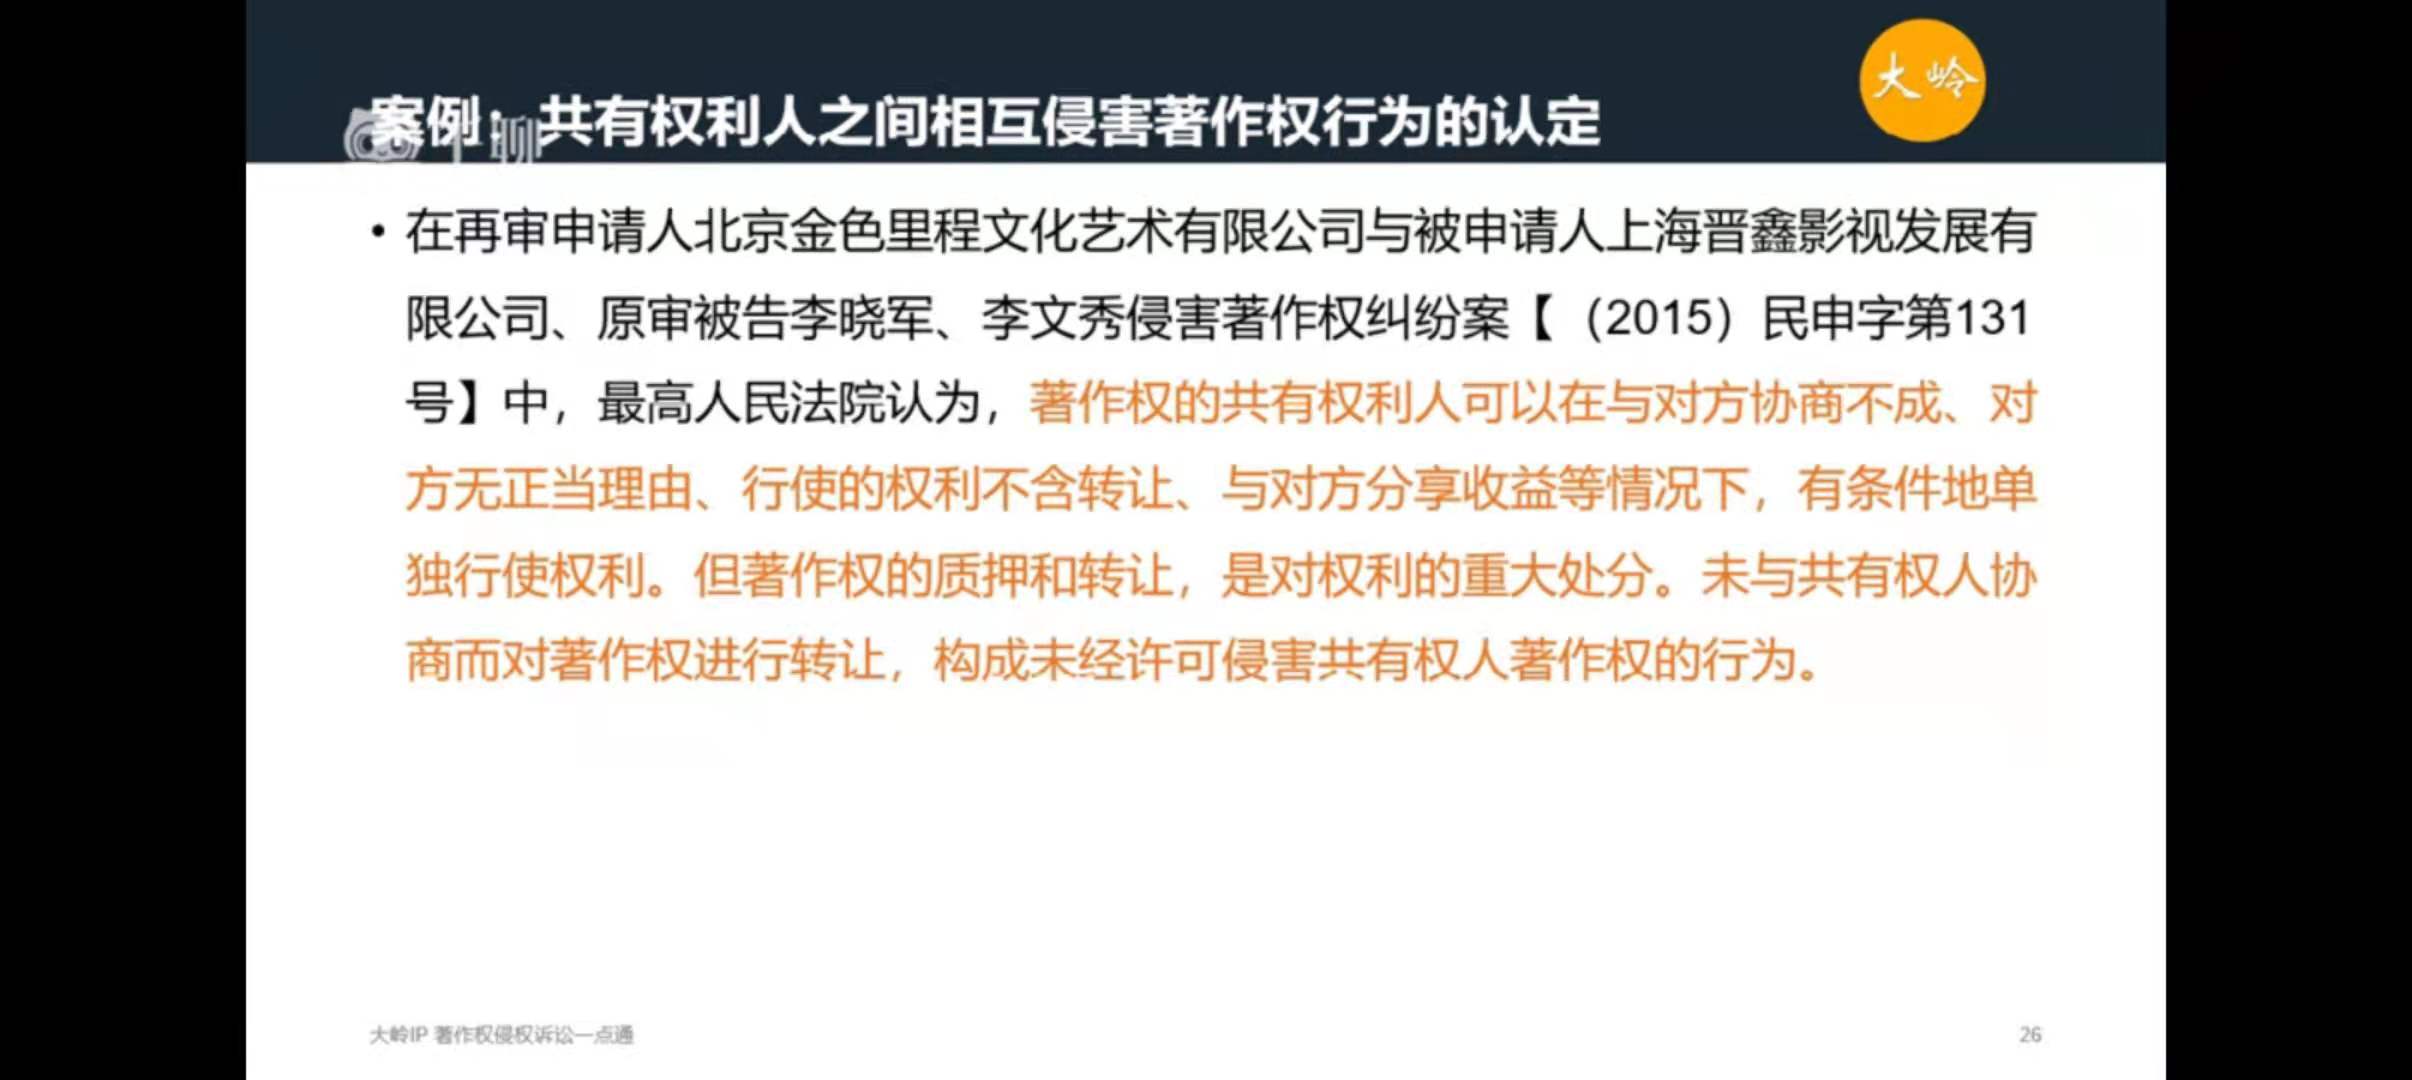 大岭
案例：共有权利人之间相互侵害著作权行为的认定
• 在再审申请人北京金色里程文化艺术有限公司与被申请人上海晋鑫影视发展有
限公司、原审被告李晓军、李文秀侵害著作权纠纷案【（2015）民申字第131
号】中，最高人民法院认为，著作权的共有权利人可以在与对方协商不成、对
方无正当理由、行使的权利不含转让、与对方分享收益等情况下，有条件地单
独行使权利。但著作权的质押和转让，是对权利的重大处分。未与共有权人协
商而对著作权进行转让，构成未经许可侵害共有权人著作权的行为。
大岭IP 著作权侵权诉讼一点通
26